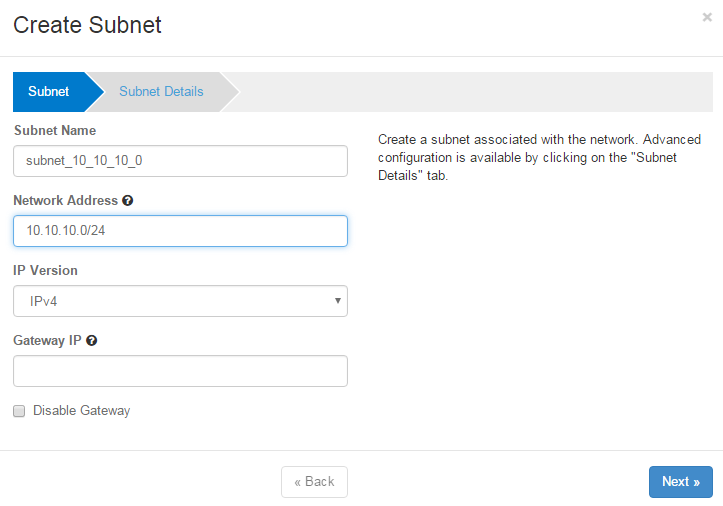 Create Subnet
×
Subnet
Subnet Details
Subnet Name
subnet_10_10_10_0
Network Address ?
10.10.10.0/24
IP Version
IPv4
Gateway IP ?
Disable Gateway
Create a subnet associated with the network. Advanced
configuration is available by clicking on the "Subnet
Details" tab.
« Back
Next »